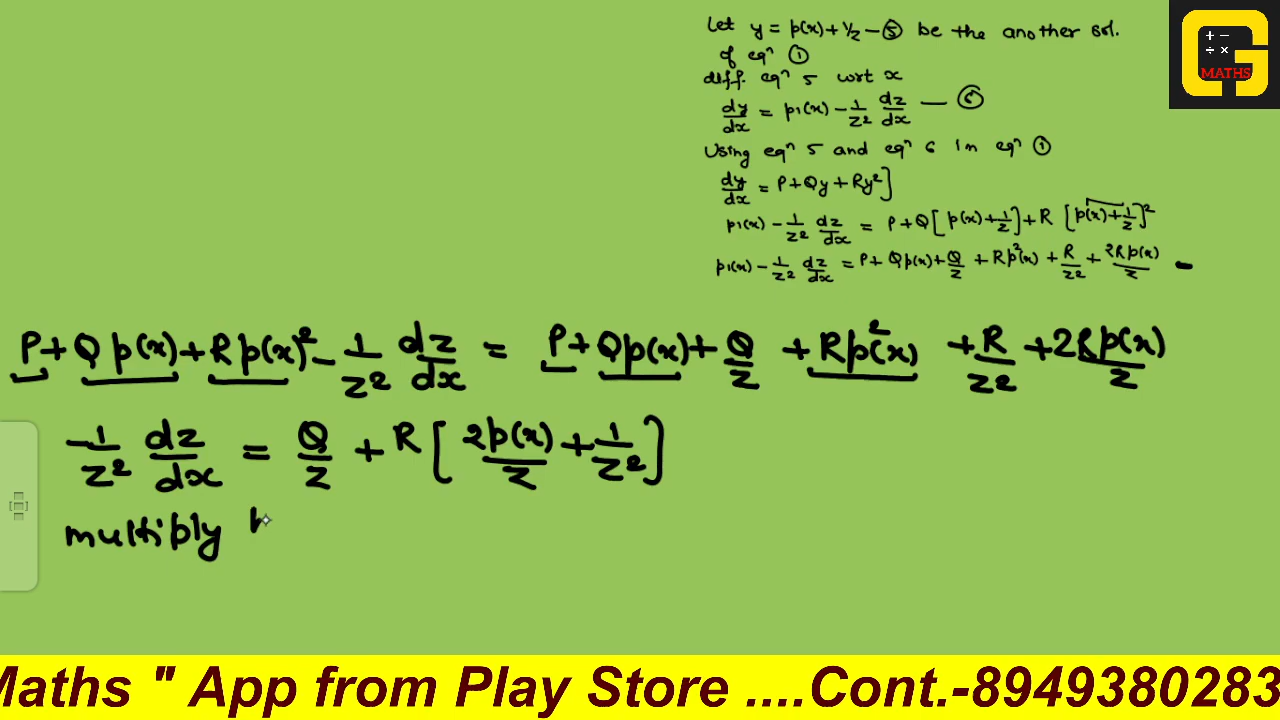 Let y = p(x) + 1/z – ⑤ be the another sol.
of eqⁿ ①
diff. eqⁿ 5 wrt x
dy/dx = p₁(x) – 1/z² dz/dx — ⑥
Using eqⁿ 5 and eqⁿ 6 in eqⁿ ①
dy/dx = P + Qy + Ry²]
p₁(x) – 1/z² dz/dx = P + Q[p(x) + 1/z] + R [p(x) + 1/z]²
p₁(x) – 1/z² dz/dx = P + Qp(x) + Q/z + Rp²(x) + R/z² + 2Rp(x)/z –
P + Q p(x) + R p(x)² – 1/z² dz/dx = P + Qp(x) + Q/z + Rp²(x) + R/z² + 2Rp(x)/z
–1/z² dz/dx = Q/z + R [2p(x)/z + 1/z²]
multiply
+ −
÷ ×
MATHS
Maths " App from Play Store ....Cont.-8949380283